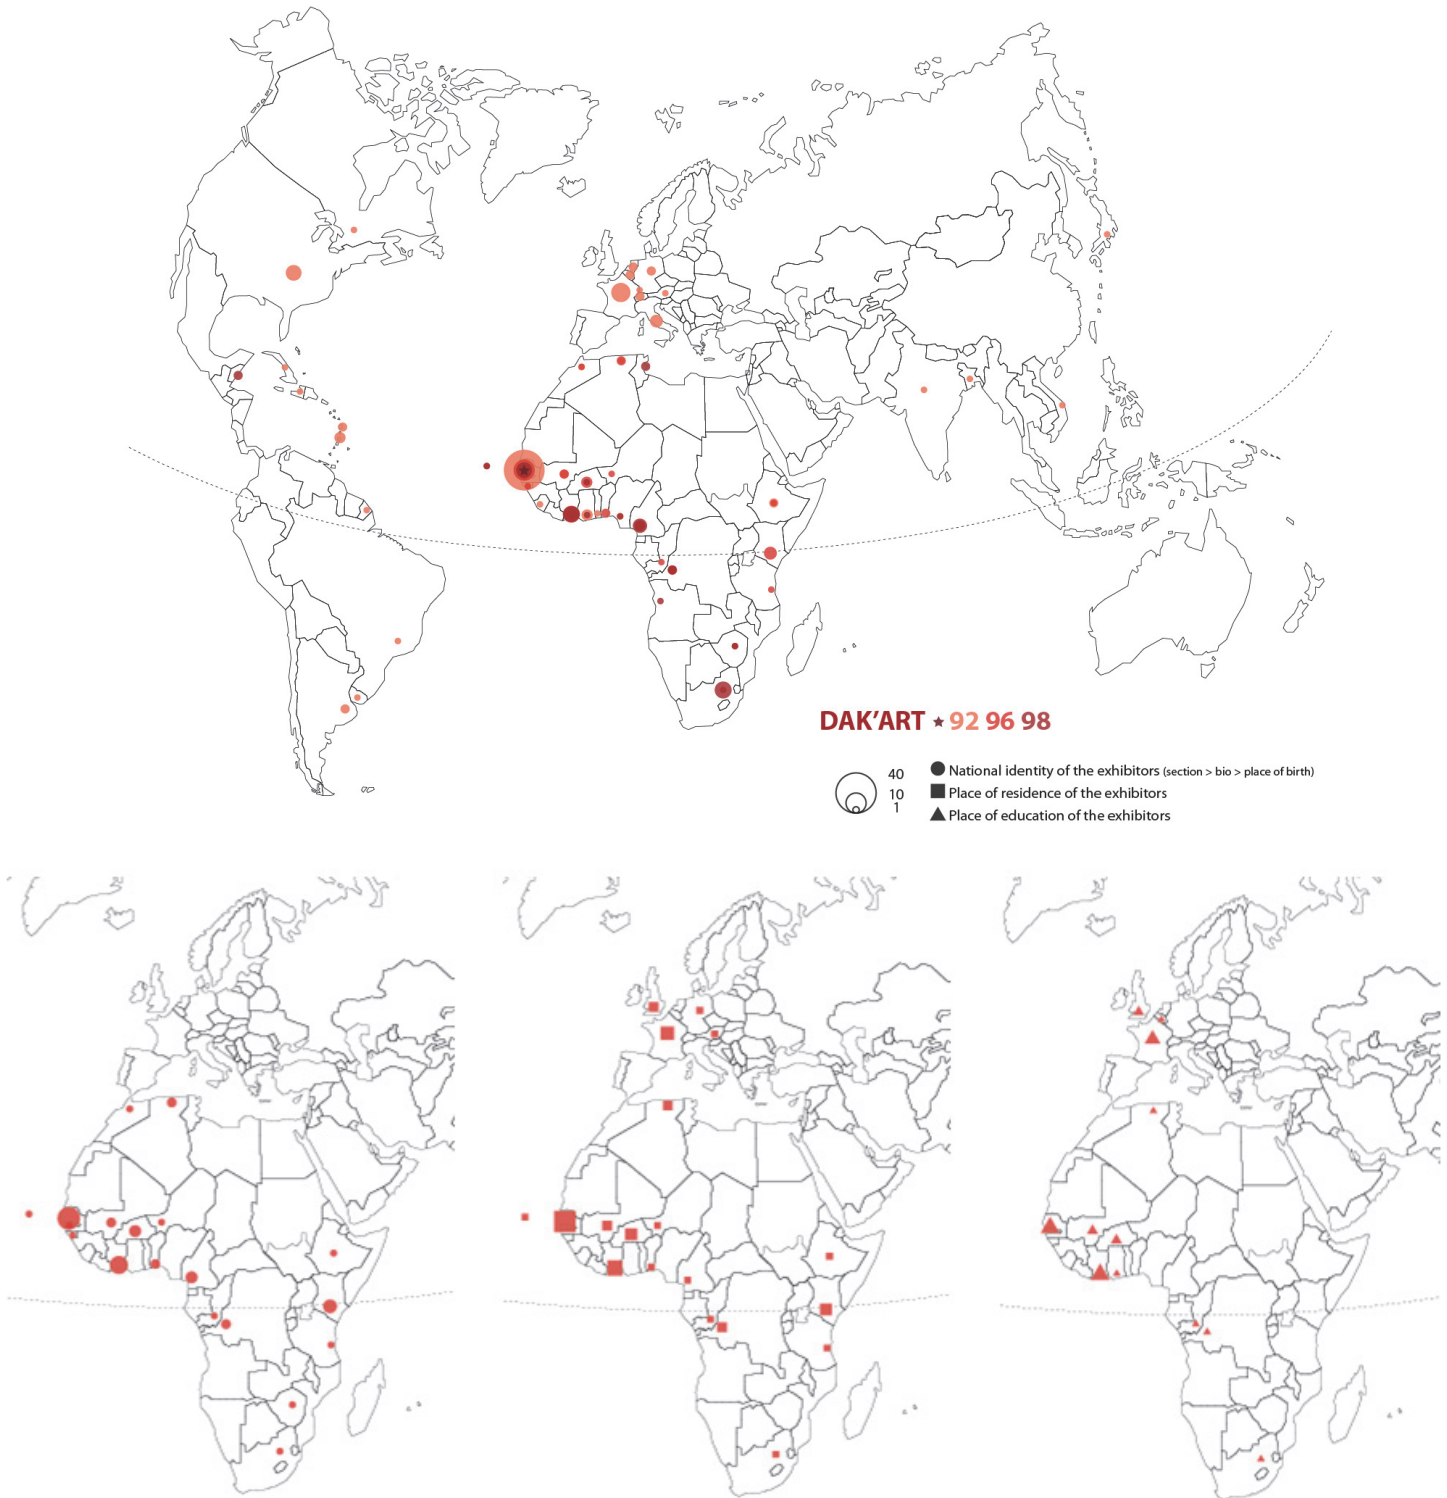 DAK’ART ★ 92 96 98
40
10
1
National identity of the exhibitors (section > bio > place of birth)
Place of residence of the exhibitors
Place of education of the exhibitors